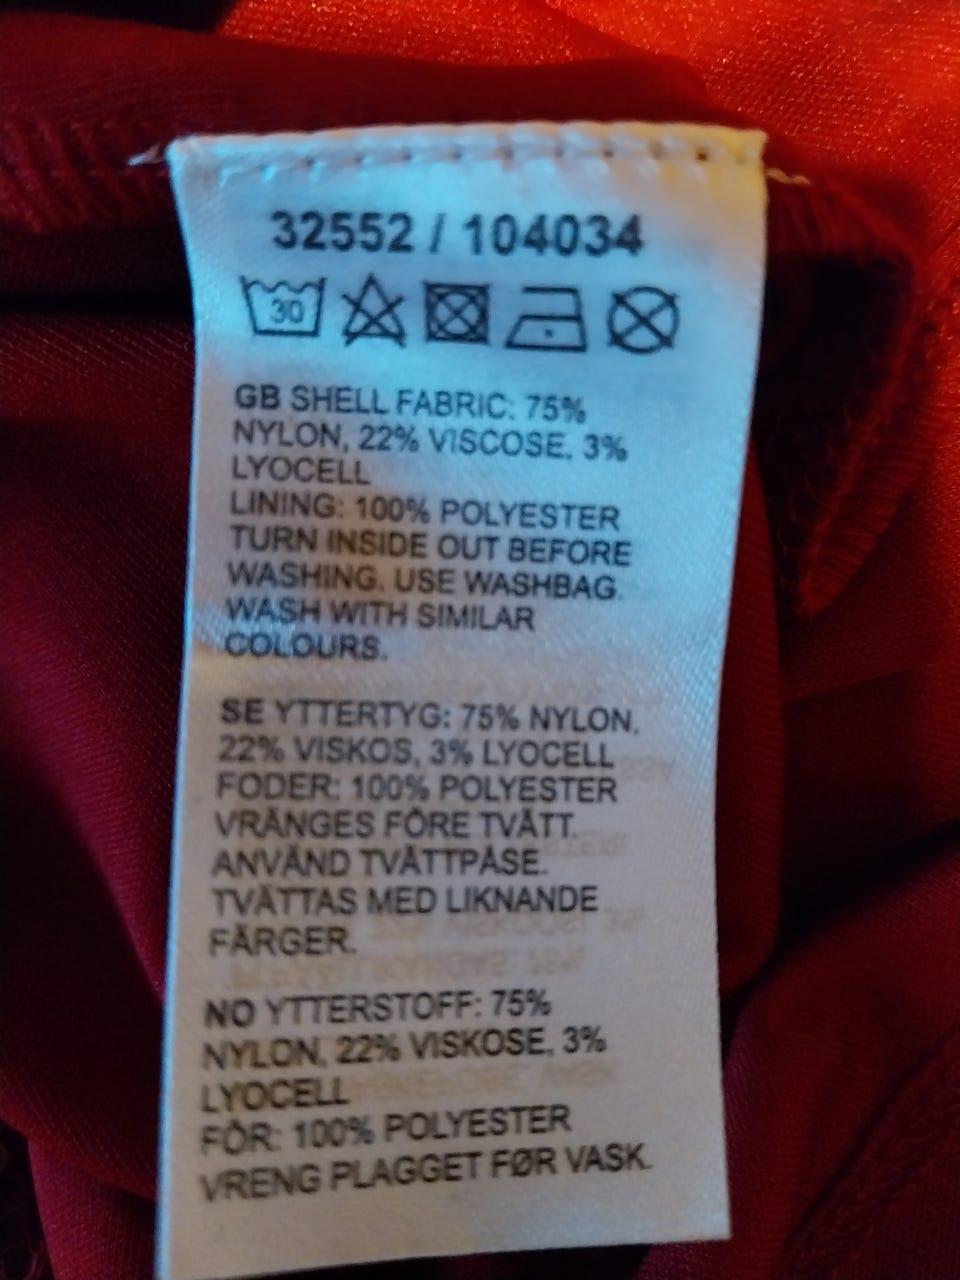 32552 / 104034
30
GB SHELL FABRIC: 75%
NYLON, 22% VISCOSE, 3%
LYOCELL
LINING: 100% POLYESTER
TURN INSIDE OUT BEFORE
WASHING. USE WASHBAG.
WASH WITH SIMILAR
COLOURS.
SE YTTERTYG: 75% NYLON,
22% VISKOS, 3% LYOCELL
FODER: 100% POLYESTER
VRÄNGES FÖRE TVÄTT.
ANVÄND TVÄTTPÅSE.
TVÄTTAS MED LIKNANDE
FÄRGER.
NO YTTERSTOFF: 75%
NYLON, 22% VISKOSE, 3%
LYOCELL
FÔR: 100% POLYESTER
VRENG PLAGGET FØR VASK.